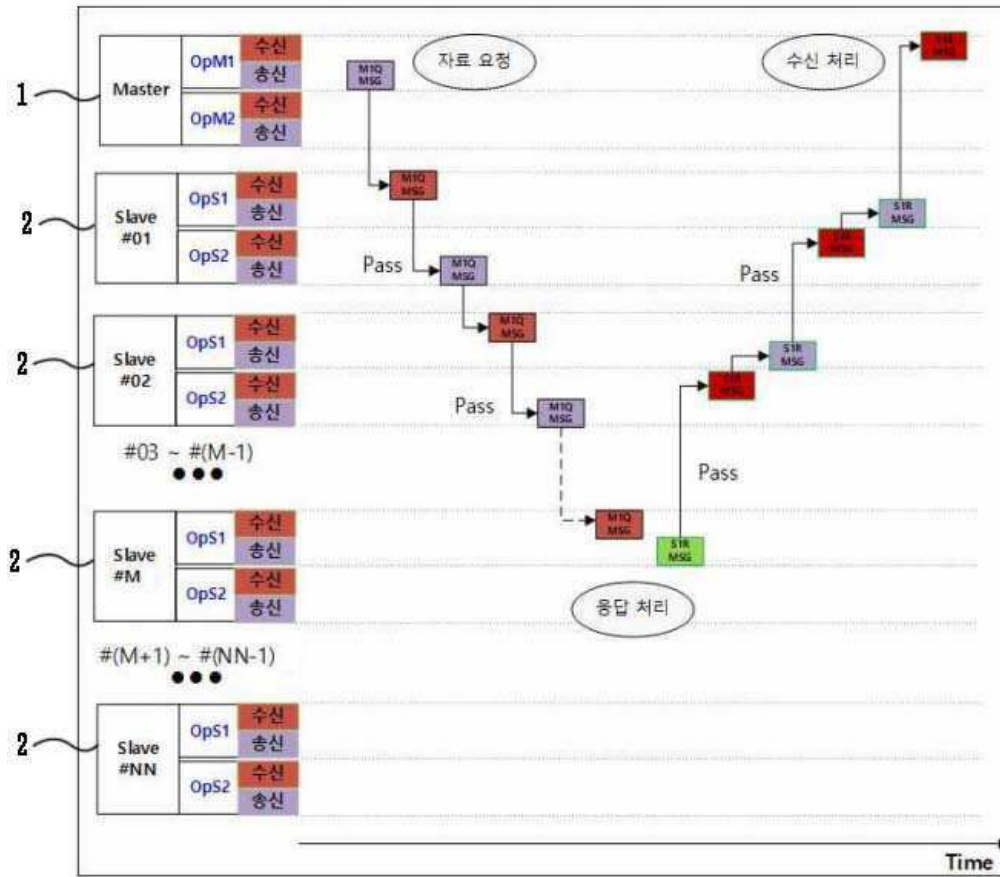 1
Master
OpM1
수신
송신
OpM2
수신
송신
자료 요청
수신 처리
M1Q
MSG
2
Slave
#01
OpS1
수신
송신
OpS2
수신
송신
M1Q
MSG
Pass
M1Q
MSG
S1R
MSG
Pass
2
Slave
#02
OpS1
수신
송신
OpS2
수신
송신
M1Q
MSG
Pass
M1Q
MSG
S1R
MSG
#03 ~ #(M-1)
Pass
2
Slave
#M
OpS1
수신
송신
OpS2
수신
송신
M1Q
MSG
S1R
MSG
응답 처리
#(M+1) ~ #(NN-1)
2
Slave
#NN
OpS1
수신
송신
OpS2
수신
송신
Time